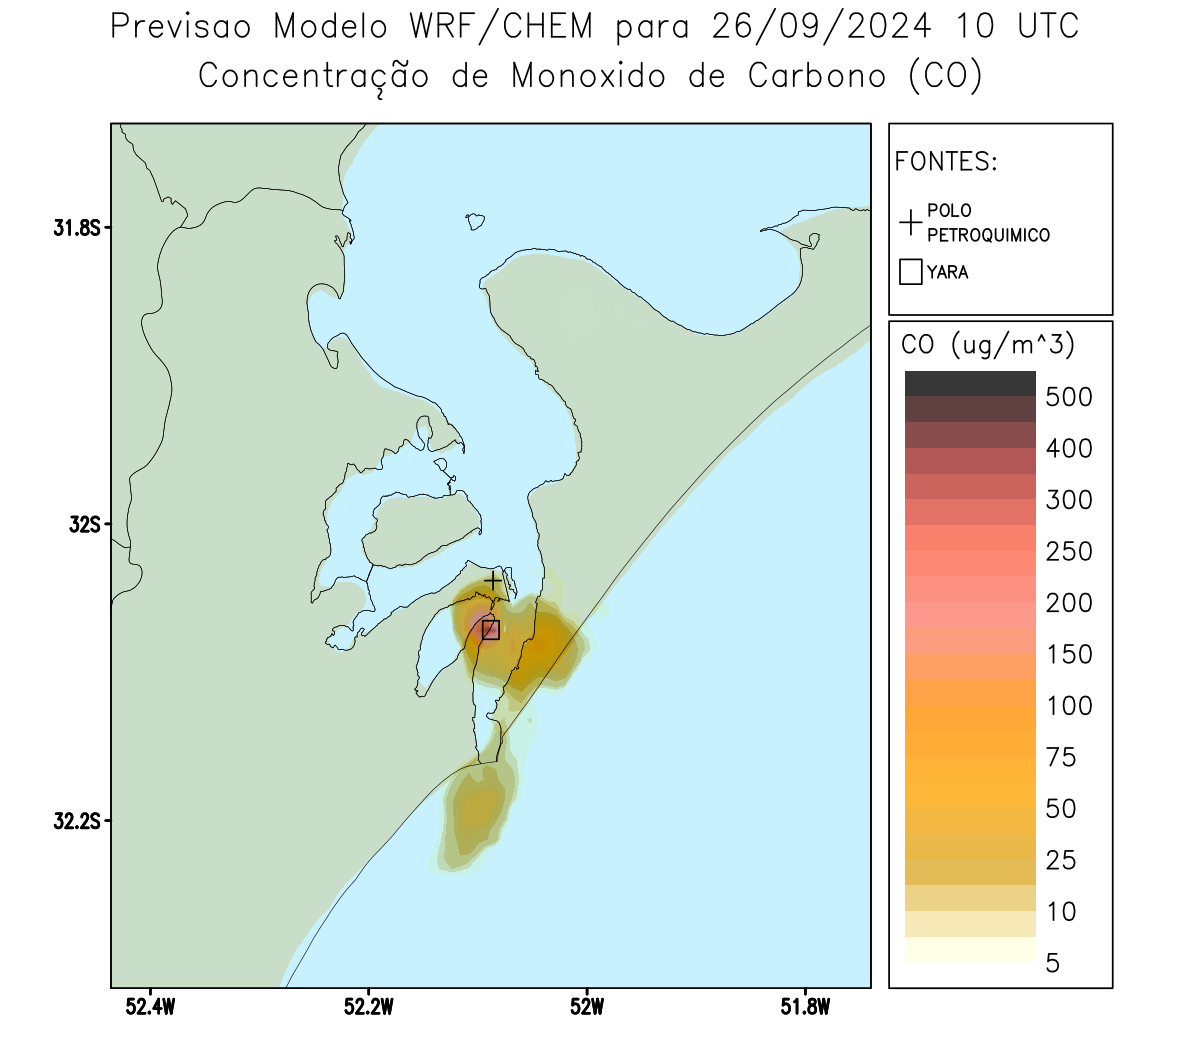 Previsao Modelo WRF/CHEM para 26/09/2024 10 UTC
Concentração de Monoxido de Carbono (CO)
FONTES:
POLO
PETROQUIMICO
YARA
CO (ug/m^3)
500
400
300
250
200
150
100
75
50
25
10
5
31.8S
32S
32.2S
52.4W
52.2W
52W
51.8W